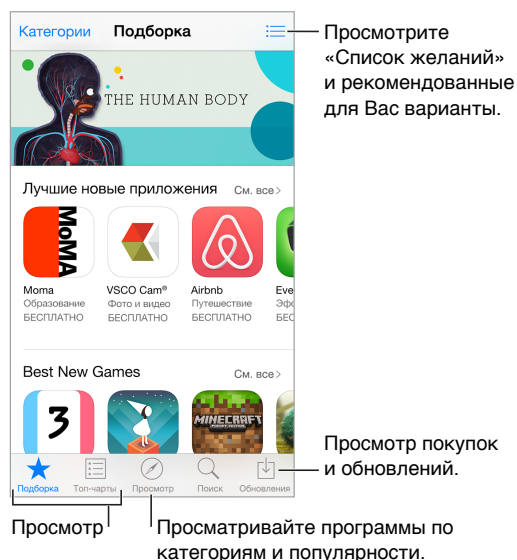 Категории
Подборка
Просмотрите
«Список желаний»
и рекомендованные
для Вас варианты.
THE HUMAN BODY
Лучшие новые приложения
См. все >
MoMA
Moma
Образование
БЕСПЛАТНО
VSCO Cam®
Фото и видео
БЕСПЛАТНО
Airbnb
Путешествие
БЕСПЛАТНО
Eve
Эфф
БЕС
Best New Games
См. все >
3
MINECRAFT
Просмотр покупок
и обновлений.
Подборка
Топ-чарты
Просмотр
Поиск
Обновления
Просмотр
Просматривайте программы по
категориям и популярности.